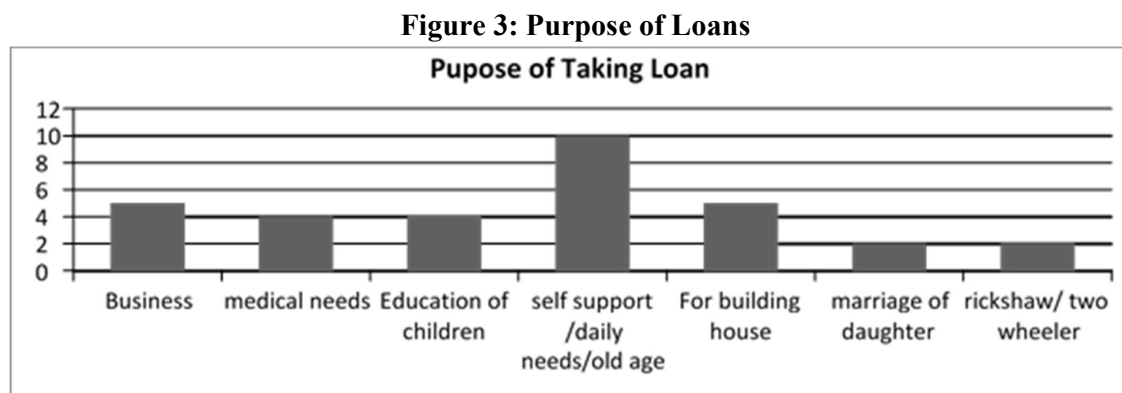 Figure 3: Purpose of Loans
Pupose of Taking Loan
12
10
8
6
4
2
0
Business
medical needs
Education of
children
self support
/daily
needs/old age
For building
house
marriage of
daughter
rickshaw/ two
wheeler